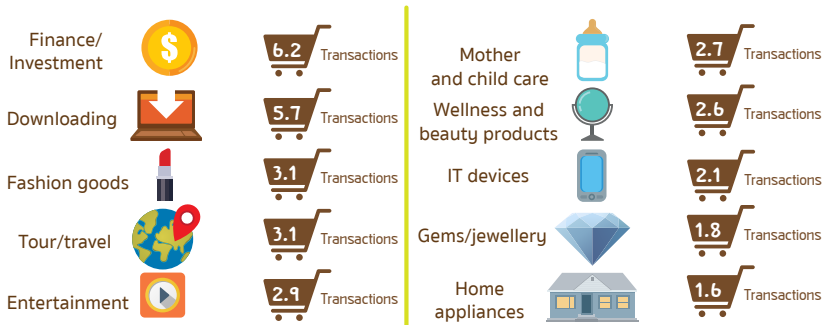 Finance/
Investment
$
6.2
Transactions
Downloading
5.7
Transactions
Fashion goods
3.1
Transactions
Tour/travel
3.1
Transactions
Entertainment
2.9
Transactions
Mother
and child care
2.7
Transactions
Wellness and
beauty products
2.6
Transactions
IT devices
2.1
Transactions
Gems/jewellery
1.8
Transactions
Home
appliances
1.6
Transactions